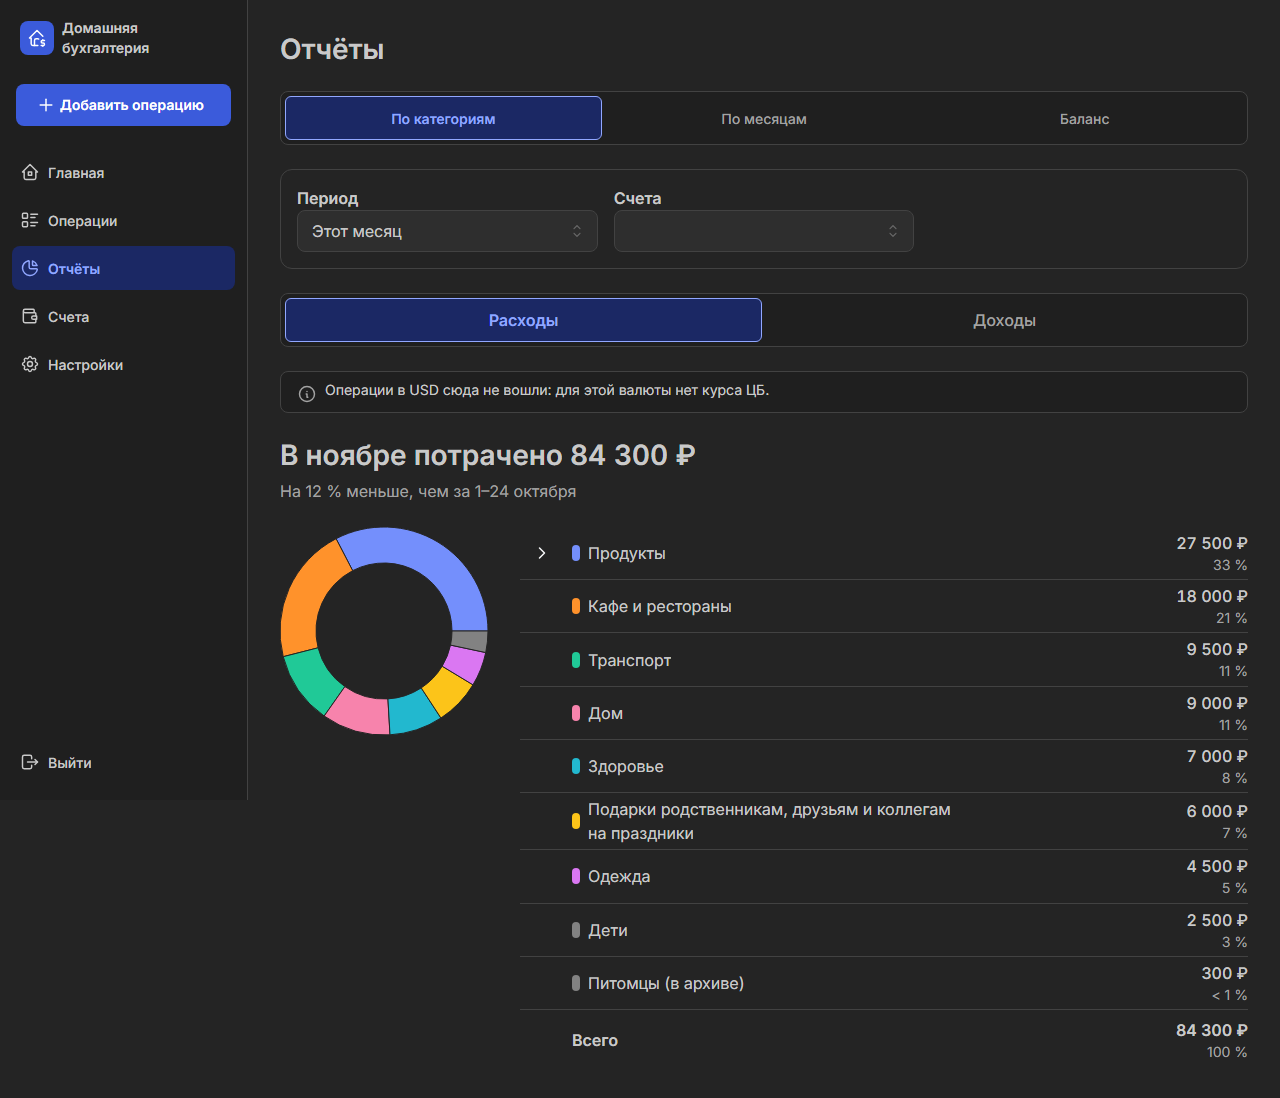 Домашняя
бухгалтерия
Добавить операцию
Главная
Операции
Отчёты
Счета
Настройки
Выйти
Отчёты
По категориям
По месяцам
Баланс
Период
Счета
Этот месяц
Расходы
Доходы
Операции в USD сюда не вошли: для этой валюты нет курса ЦБ.
В ноябре потрачено 84 300 ₽
На 12 % меньше, чем за 1–24 октября
Продукты
27 500 ₽
33 %
Кафе и рестораны
18 000 ₽
21 %
Транспорт
9 500 ₽
11 %
Дом
9 000 ₽
11 %
Здоровье
7 000 ₽
8 %
Подарки родственникам, друзьям и коллегам
на праздники
6 000 ₽
7 %
Одежда
4 500 ₽
5 %
Дети
2 500 ₽
3 %
Питомцы (в архиве)
300 ₽
< 1 %
Всего
84 300 ₽
100 %